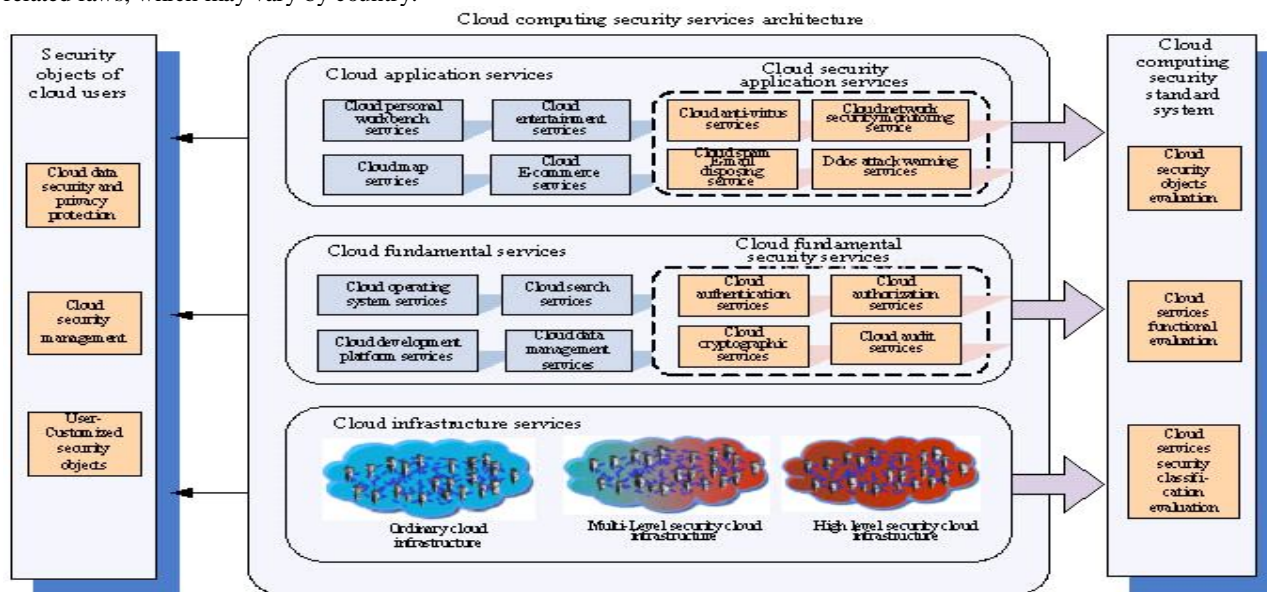 related laws, which may vary by country.
Cloud computing security services architecture
Security
objects of
cloud users
Cloud data
security and
privacy
protection
Cloud
security
management
User-
Customized
security
objects
Cloud application services
Cloud personal
workbench
services
Cloud
entertainment
services
Cloud map
services
Cloud
E-commerce
services
Cloud security
application services
Cloud anti-virtus
services
Cloud network
security monitoring
service
Cloud spam
E-mail
disposing
service
Ddos attack warning
services
Cloud fundamental services
Cloud operating
system services
Cloud search
services
Cloud development
platform services
Cloud data
management
services
Cloud fundamental
security services
Cloud
authentication
services
Cloud
authorization
services
Cloud
cryptographic
services
Cloud audit
services
Cloud infrastructure services
Ordinary cloud
infrastructure
Multi-Level security cloud
infrastructure
High level security cloud
infrastructure
Cloud
computing
security
standard
system
Cloud
security
objects
evaluation
Cloud
services
functional
evaluation
Cloud
services
security
classifi-
cation
evaluation